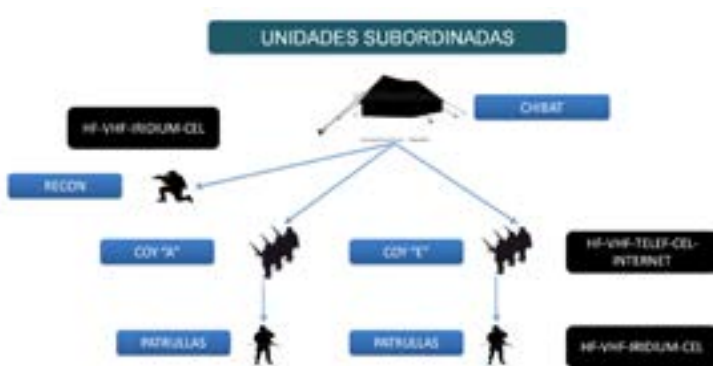 UNIDADES SUBORDINADAS
CHIBAT
HF-VHF-IRIDIUM-CEL
RECON
COY "A"
COY "E"
HF-VHF-TELEF-CEL-
INTERNET
PATRULLAS
PATRULLAS
HF-VHF-IRIDIUM-CEL